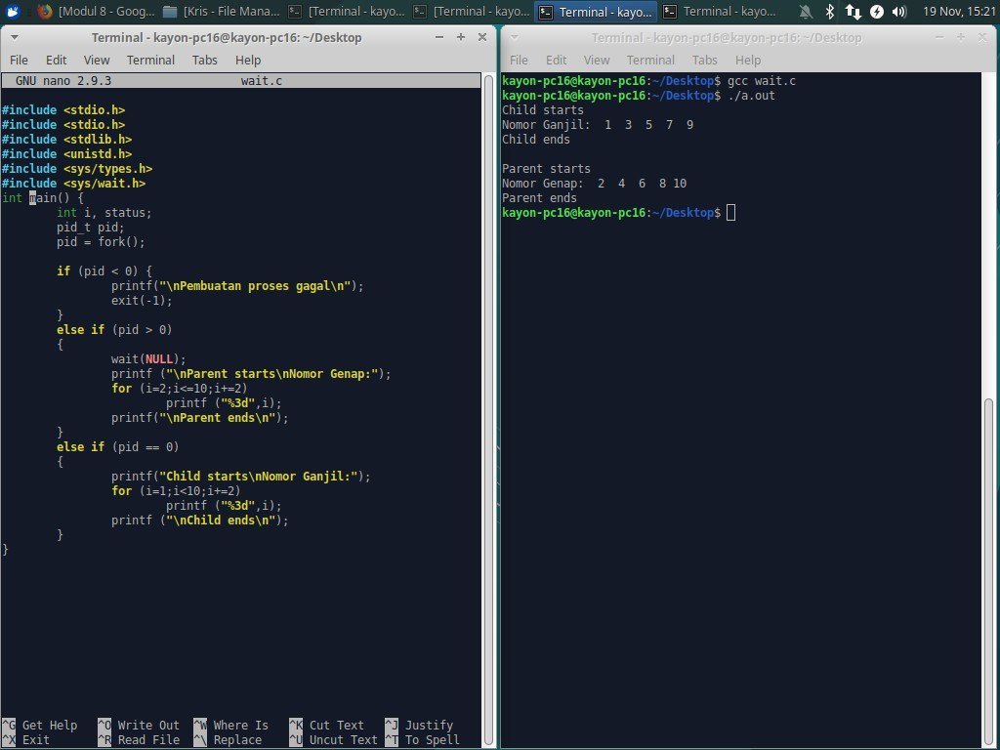 [Modul 8 - Goog... [Kris - File Mana... [Terminal - kayo... [Terminal - kayo... Terminal - kayo... Terminal - kayo... 19 Nov, 15:21
Terminal - kayon-pc16@kayon-pc16: ~/Desktop
File Edit View Terminal Tabs Help
GNU nano 2.9.3 wait.c
#include <stdio.h>
#include <stdio.h>
#include <stdlib.h>
#include <unistd.h>
#include <sys/types.h>
#include <sys/wait.h>
int main() {
        int i, status;
        pid_t pid;
        pid = fork();
        if (pid < 0) {
                printf("\nPembuatan proses gagal\n");
                exit(-1);
        }
        else if (pid > 0)
        {
                wait(NULL);
                printf ("\nParent starts\nNomor Genap:");
                for (i=2;i<=10;i+=2)
                        printf ("%3d",i);
                printf("\nParent ends\n");
        }
        else if (pid == 0)
        {
                printf("Child starts\nNomor Ganjil:");
                for (i=1;i<10;i+=2)
                        printf ("%3d",i);
                printf ("\nChild ends\n");
        }
}
^G Get Help ^O Write Out ^W Where Is ^K Cut Text ^J Justify
^X Exit ^R Read File ^\ Replace ^U Uncut Text ^T To Spell
Terminal - kayon-pc16@kayon-pc16: ~/Desktop
File Edit View Terminal Tabs Help
kayon-pc16@kayon-pc16:~/Desktop$ gcc wait.c
kayon-pc16@kayon-pc16:~/Desktop$ ./a.out
Child starts
Nomor Ganjil:  1  3  5  7  9
Child ends
Parent starts
Nomor Genap:  2  4  6  8 10
Parent ends
kayon-pc16@kayon-pc16:~/Desktop$